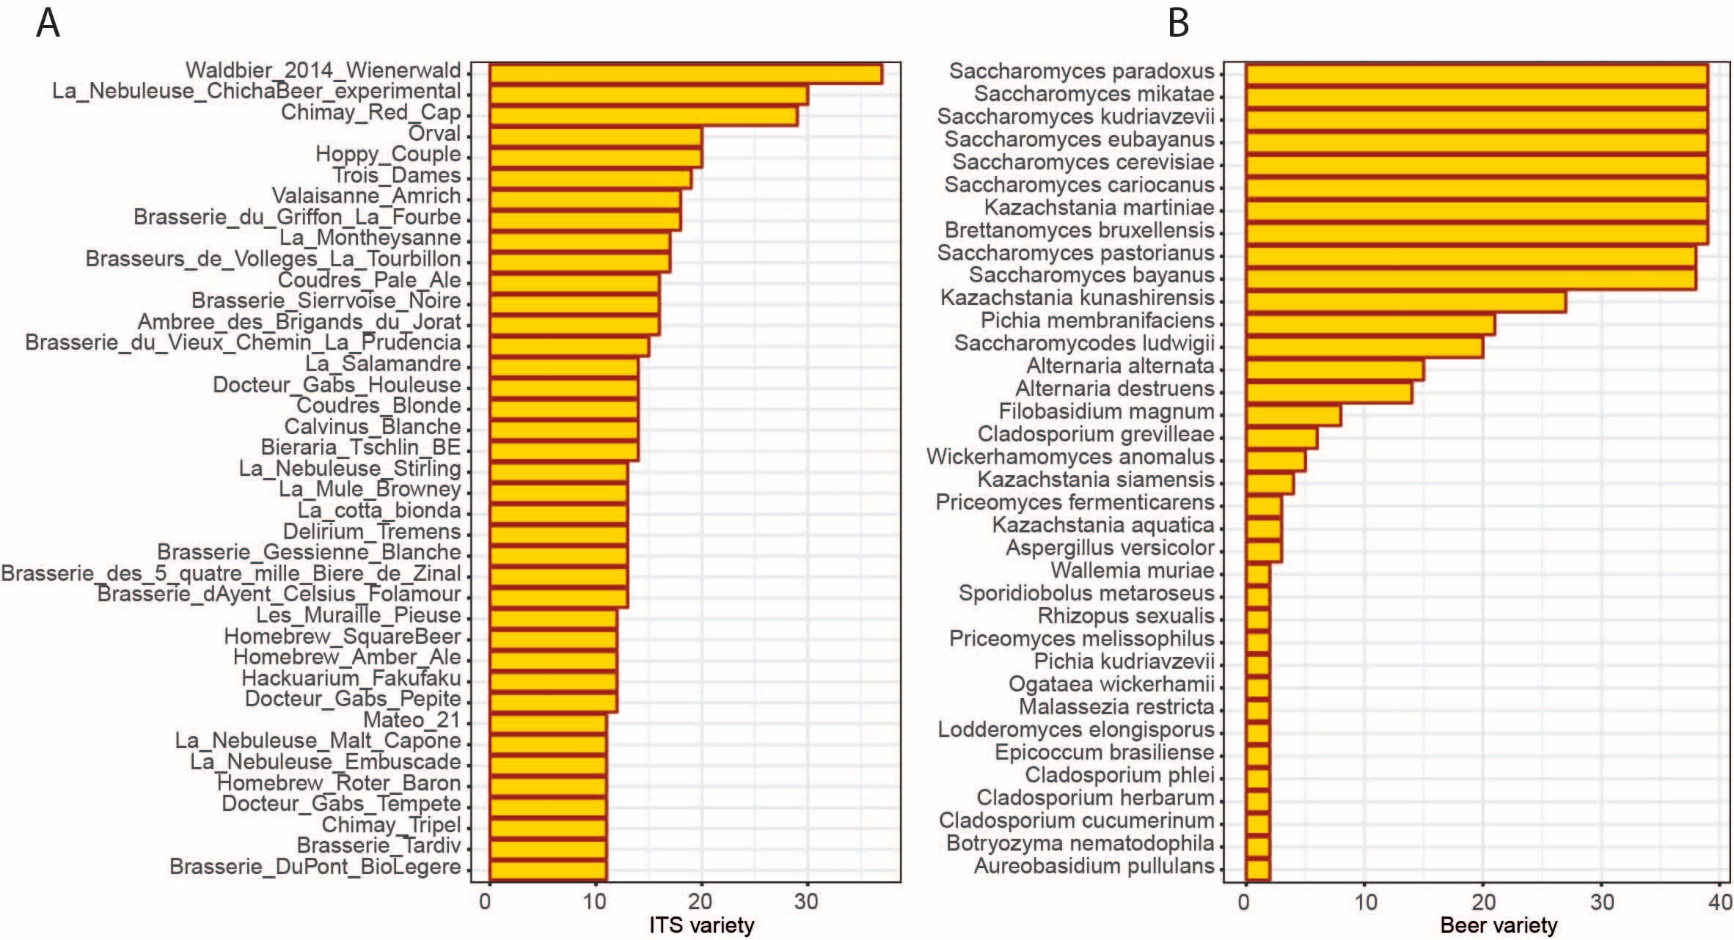 A
Waldbier_2014_Wienerwald
La_Nebuleuse_ChichaBeer_experimental
Chimay_Red_Cap
Orval
Hoppy_Couple
Trois_Dames
Valaisanne_Amrich
Brasserie_du_Griffon_La_Fourbe
La_Montheysanne
Brasseurs_de_Volleges_La_Tourbillon
Coudres_Pale_Ale
Brasserie_Sierrvoise_Noire
Ambree_des_Brigands_du_Jorat
Brasserie_du_Vieux_Chemin_La_Prudencia
La_Salamandre
Docteur_Gabs_Houleuse
Coudres_Blonde
Calvinus_Blanche
Bieraria_Tschlin_BE
La_Nebuleuse_Stirling
La_Mule_Browney
La_cotta_bionda
Delirium_Tremens
Brasserie_Gessienne_Blanche
Brasserie_des_5_quatre_mille_Biere_de_Zinal
Brasserie_dAyent_Celsius_Folamour
Les_Muraille_Pieuse
Homebrew_SquareBeer
Homebrew_Amber_Ale
Hackuarium_Fakufaku
Docteur_Gabs_Pepite
Mateo_21
La_Nebuleuse_Malt_Capone
La_Nebuleuse_Embuscade
Homebrew_Roter_Baron
Docteur_Gabs_Tempete
Chimay_Tripel
Brasserie_Tardiv
Brasserie_DuPont_BioLegere
0 10 20 30
ITS variety
B
Saccharomyces paradoxus
Saccharomyces mikatae
Saccharomyces kudriavzevii
Saccharomyces eubayanus
Saccharomyces cerevisiae
Saccharomyces cariocanus
Kazachstania martiniae
Brettanomyces bruxellensis
Saccharomyces pastorianus
Saccharomyces bayanus
Kazachstania kunashirensis
Pichia membranifaciens
Saccharomycodes ludwigii
Alternaria alternata
Alternaria destruens
Filobasidium magnum
Cladosporium grevilleae
Wickerhamomyces anomalus
Kazachstania siamensis
Priceomyces fermenticarens
Kazachstania aquatica
Aspergillus versicolor
Wallemia muriae
Sporidiobolus metaroseus
Rhizopus sexualis
Priceomyces melissophilus
Pichia kudriavzevii
Ogataea wickerhamii
Malassezia restricta
Lodderomyces elongisporus
Epicoccum brasiliense
Cladosporium phlei
Cladosporium herbarum
Cladosporium cucumerinum
Botryozyma nematodophila
Aureobasidium pullulans
0 10 20 30 40
Beer variety